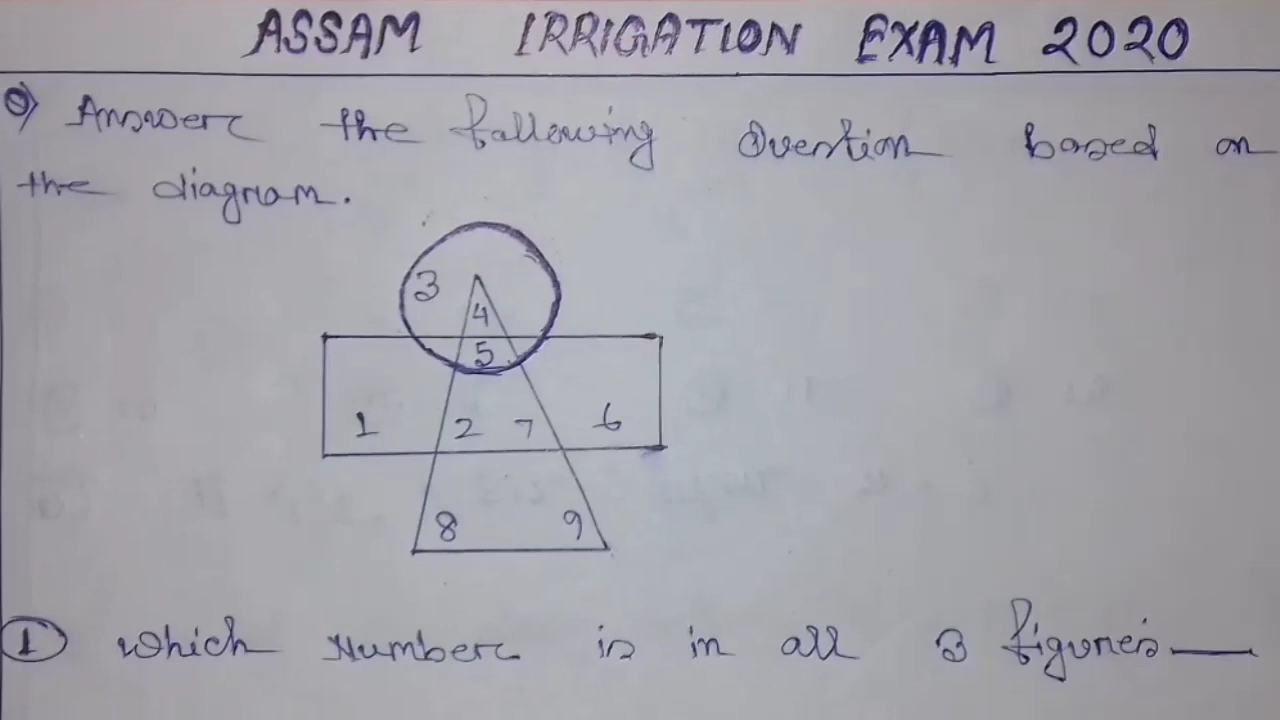 ASSAM IRRIGATION EXAM 2020
Q) Answer the following Question based on
the diagram.
3
4
5
1 2 7 6
8 9
1 which Number is in all 3 figures